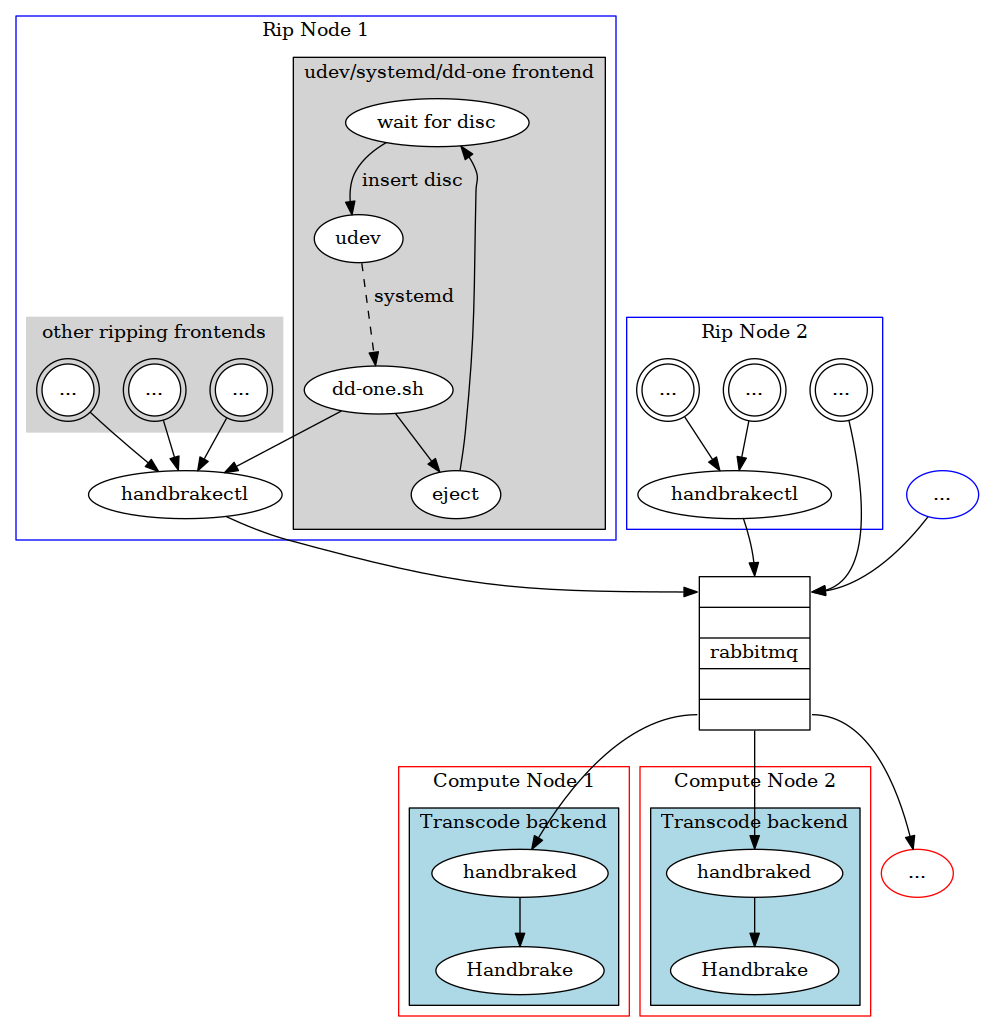 Rip Node 1
udev/systemd/dd-one frontend
wait for disc
insert disc
udev
systemd
other ripping frontends
...
...
...
dd-one.sh
handbrakectl
eject
Rip Node 2
...
...
...
handbrakectl
...
rabbitmq
Compute Node 1
Transcode backend
handbraked
Handbrake
Compute Node 2
Transcode backend
handbraked
Handbrake
...